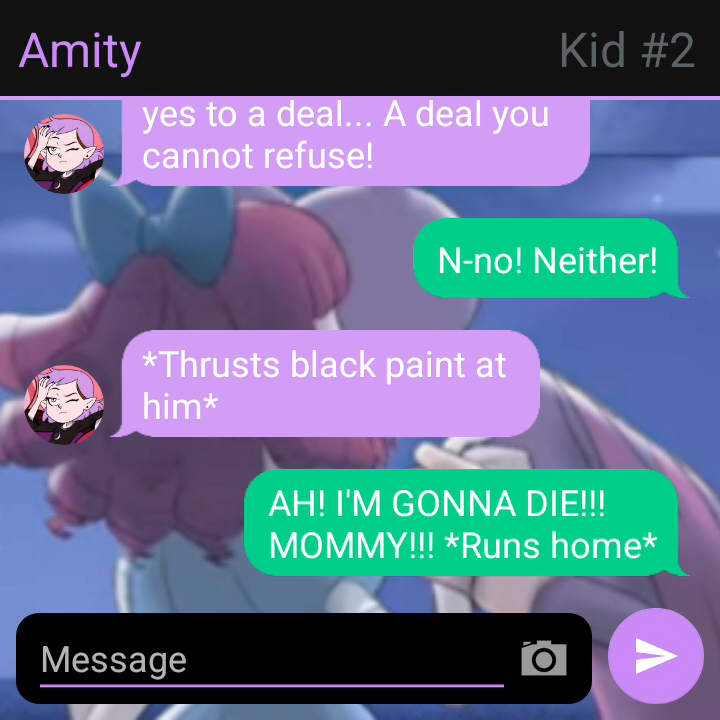 Amity
Kid #2
yes to a deal... A deal you
cannot refuse!
N-no! Neither!
*Thrusts black paint at
him*
AH! I'M GONNA DIE!!!
MOMMY!!! *Runs home*
Message